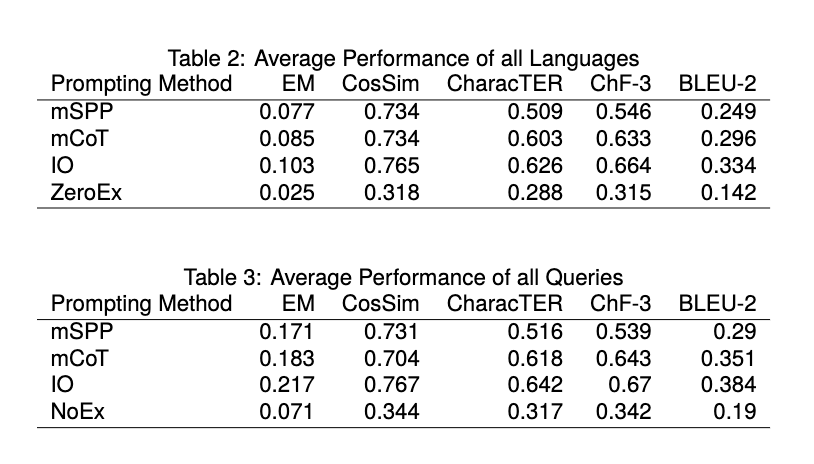 Table 2: Average Performance of all Languages
Prompting Method EM CosSim CharacTER ChF-3 BLEU-2
mSPP 0.077 0.734 0.509 0.546 0.249
mCoT 0.085 0.734 0.603 0.633 0.296
IO 0.103 0.765 0.626 0.664 0.334
ZeroEx 0.025 0.318 0.288 0.315 0.142
Table 3: Average Performance of all Queries
Prompting Method EM CosSim CharacTER ChF-3 BLEU-2
mSPP 0.171 0.731 0.516 0.539 0.29
mCoT 0.183 0.704 0.618 0.643 0.351
IO 0.217 0.767 0.642 0.67 0.384
NoEx 0.071 0.344 0.317 0.342 0.19